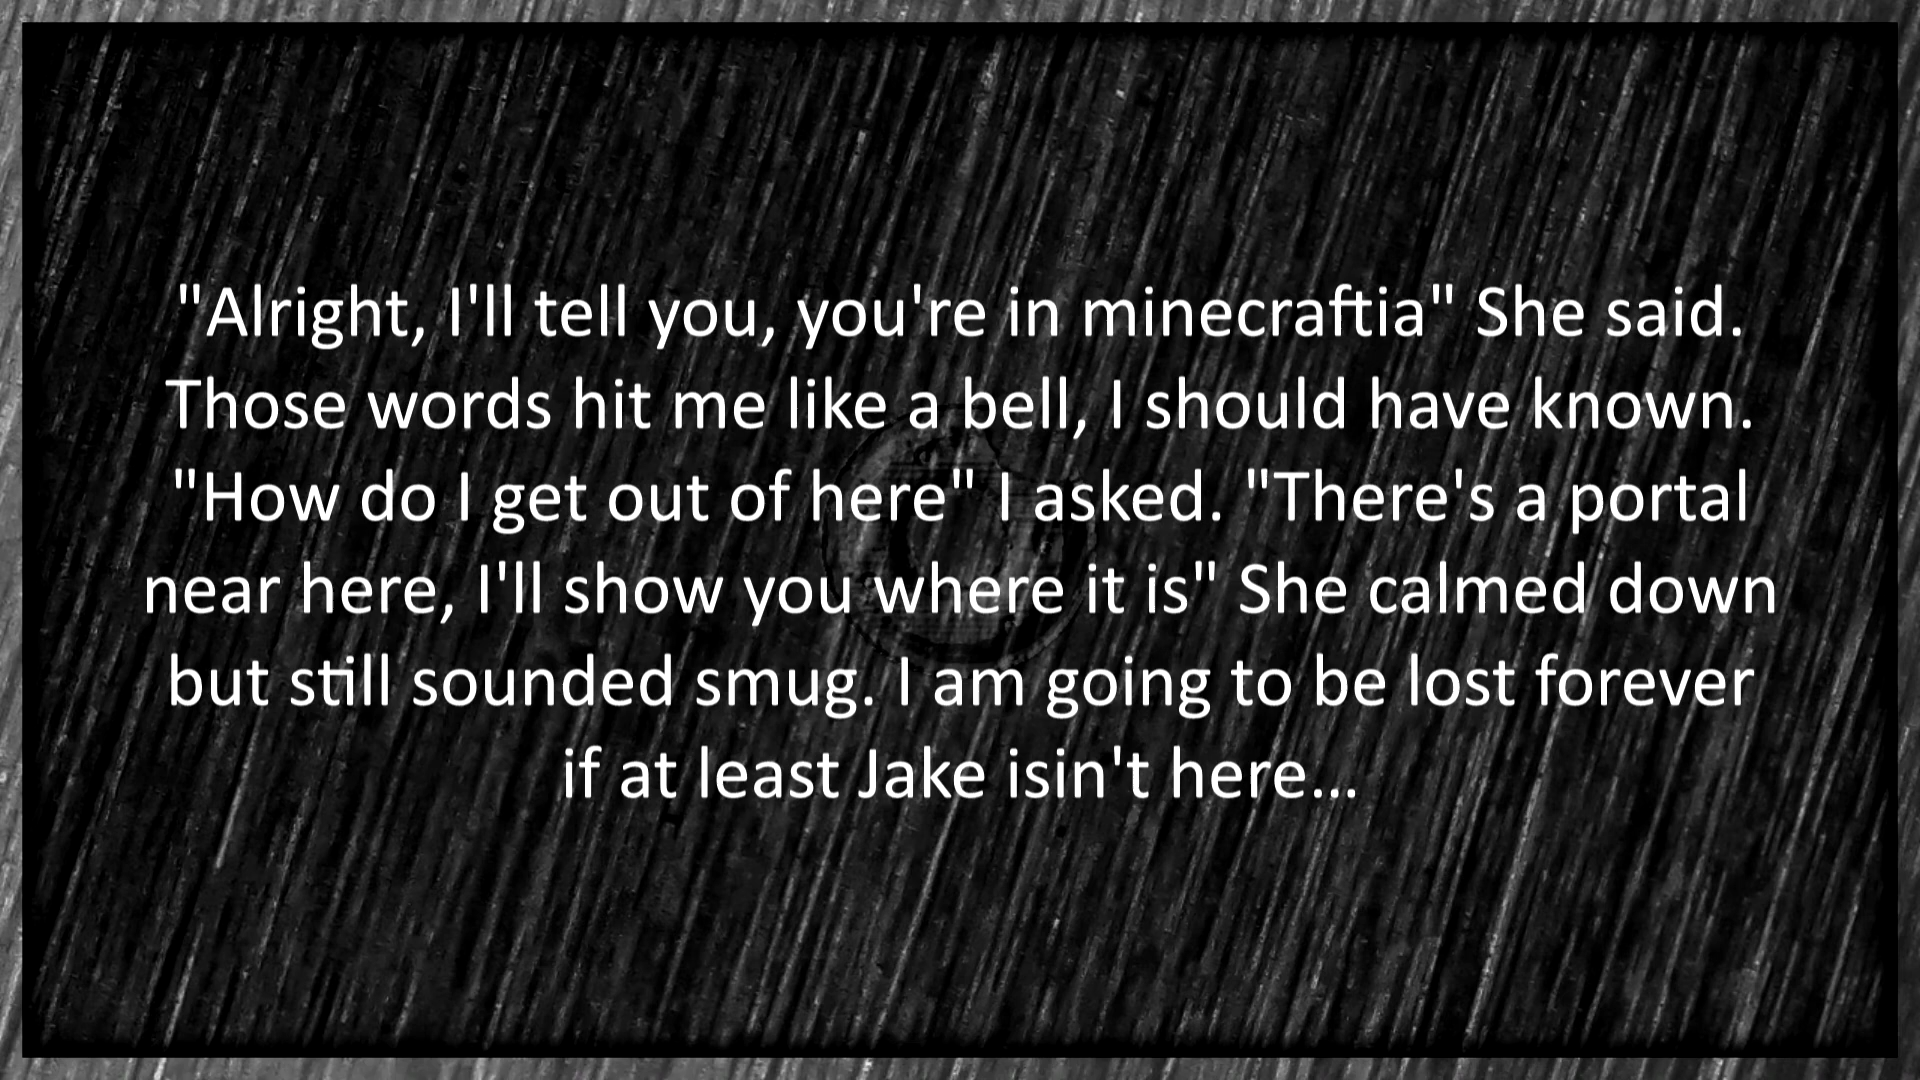 "Alright, I'll tell you, you're in minecraftia" She said.
Those words hit me like a bell, I should have known.
"How do I get out of here" I asked. "There's a portal
near here, I'll show you where it is" She calmed down
but still sounded smug. I am going to be lost forever
if at least Jake isin't here...